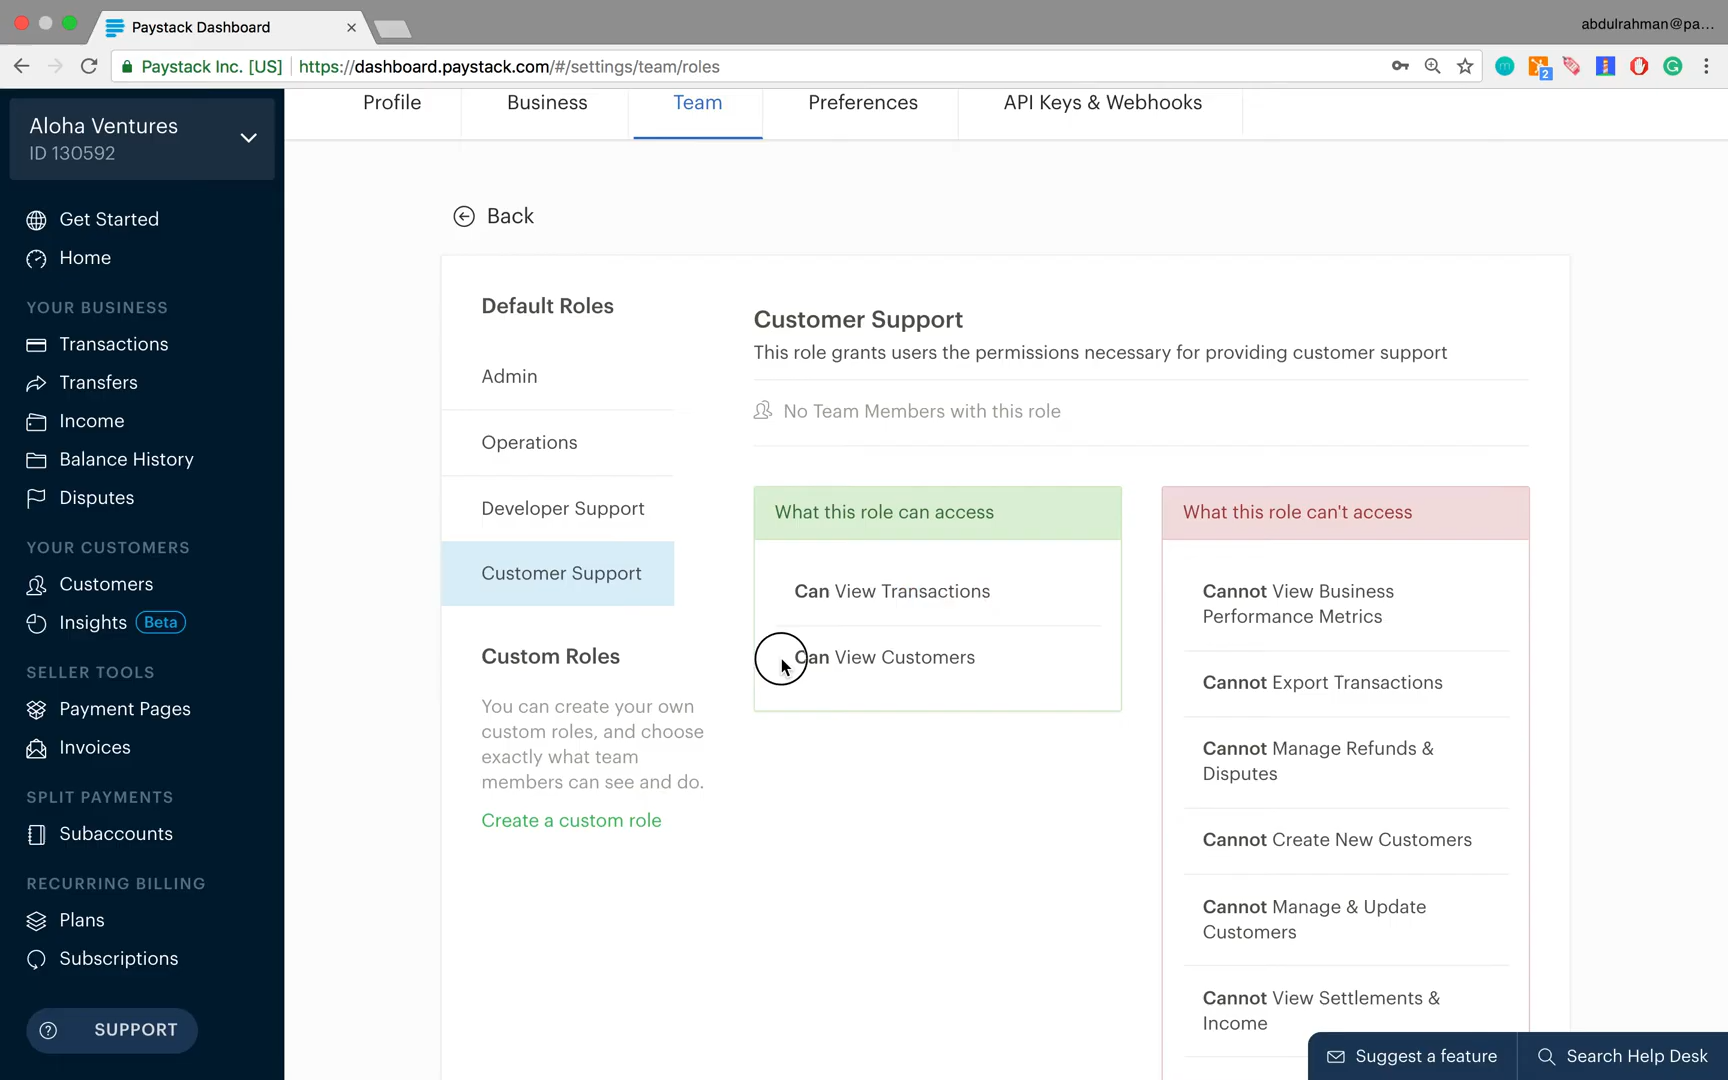 Paystack Dashboard
abdulrahman@pa...
Paystack Inc. [US]
https://dashboard.paystack.com/#/settings/team/roles
2
Aloha Ventures
ID 130592
Get Started
Home
YOUR BUSINESS
Transactions
Transfers
Income
Balance History
Disputes
YOUR CUSTOMERS
Customers
Insights Beta
SELLER TOOLS
Payment Pages
Invoices
SPLIT PAYMENTS
Subaccounts
RECURRING BILLING
Plans
Subscriptions
SUPPORT
Profile
Business
Team
Preferences
API Keys & Webhooks
Back
Default Roles
Admin
Operations
Developer Support
Customer Support
Custom Roles
You can create your own
custom roles, and choose
exactly what team
members can see and do.
Create a custom role
Customer Support
This role grants users the permissions necessary for providing customer support
No Team Members with this role
What this role can access
Can View Transactions
Can View Customers
What this role can't access
Cannot View Business
Performance Metrics
Cannot Export Transactions
Cannot Manage Refunds &
Disputes
Cannot Create New Customers
Cannot Manage & Update
Customers
Cannot View Settlements &
Income
Suggest a feature
Search Help Desk